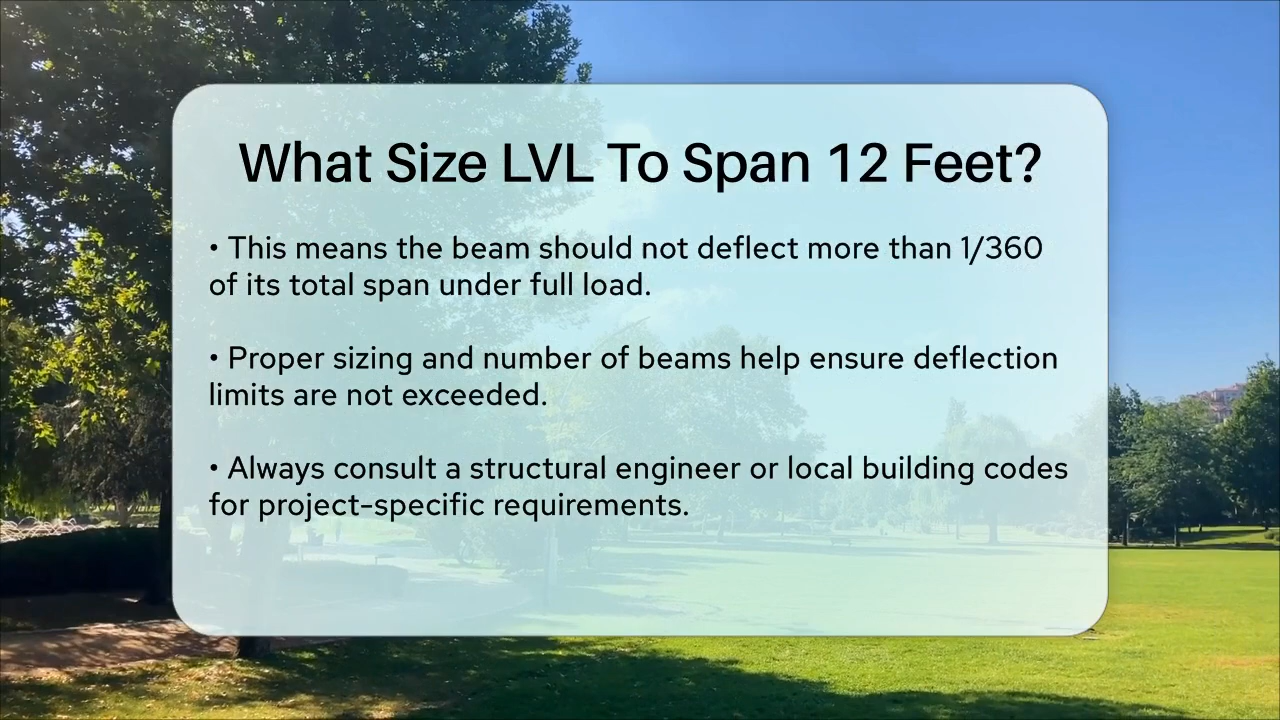 What Size LVL To Span 12 Feet?
• This means the beam should not deflect more than 1/360
of its total span under full load.
• Proper sizing and number of beams help ensure deflection
limits are not exceeded.
• Always consult a structural engineer or local building codes
for project-specific requirements.